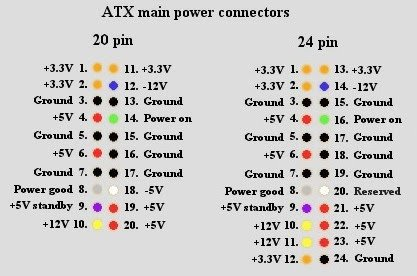 ATX main power connectors
20 pin
+3.3V 1. 11. +3.3V
+3.3V 2. 12. -12V
Ground 3. 13. Ground
+5V 4. 14. Power on
Ground 5. 15. Ground
+5V 6. 16. Ground
Ground 7. 17. Ground
Power good 8. 18. -5V
+5V standby 9. 19. +5V
+12V 10. 20. +5V
24 pin
+3.3V 1. 13. +3.3V
+3.3V 2. 14. -12V
Ground 3. 15. Ground
+5V 4. 16. Power on
Ground 5. 17. Ground
+5V 6. 18. Ground
Ground 7. 19. Ground
Power good 8. 20. Reserved
+5V standby 9. 21. +5V
+12V 10. 22. +5V
+12V 11. 23. +5V
+3.3V 12. 24. Ground